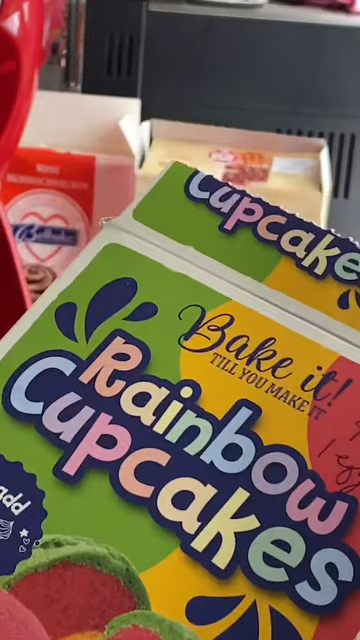 Cupcakes
Bake it!
TILL YOU MAKE IT
Rainbow
Cupcakes
add